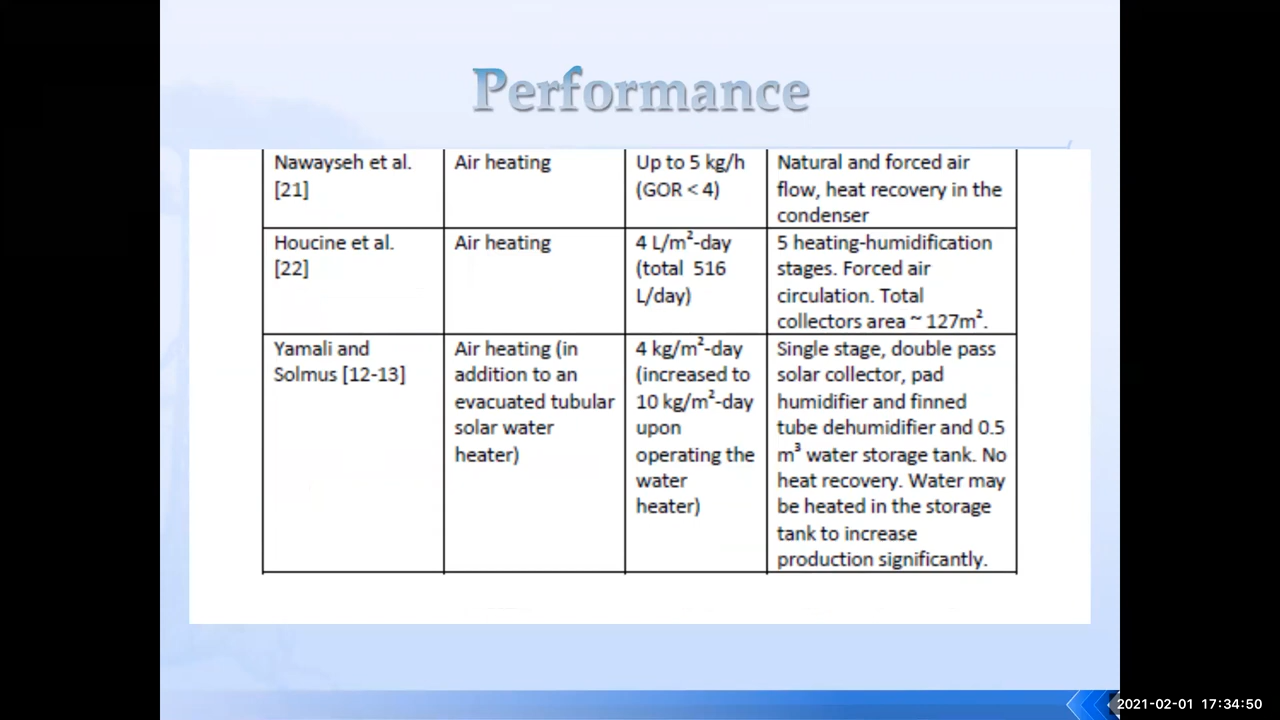 Performance
Nawayseh et al.
[21]
Air heating
Up to 5 kg/h
(GOR < 4)
Natural and forced air
flow, heat recovery in the
condenser
Houcine et al.
[22]
Air heating
4 L/m²-day
(total 516
L/day)
5 heating-humidification
stages. Forced air
circulation. Total
collectors area ~ 127m².
Yamali and
Solmus [12-13]
Air heating (in
addition to an
evacuated tubular
solar water
heater)
4 kg/m²-day
(increased to
10 kg/m²-day
upon
operating the
water
heater)
Single stage, double pass
solar collector, pad
humidifier and finned
tube dehumidifier and 0.5
m³ water storage tank. No
heat recovery. Water may
be heated in the storage
tank to increase
production significantly.
2021-02-01 17:34:50